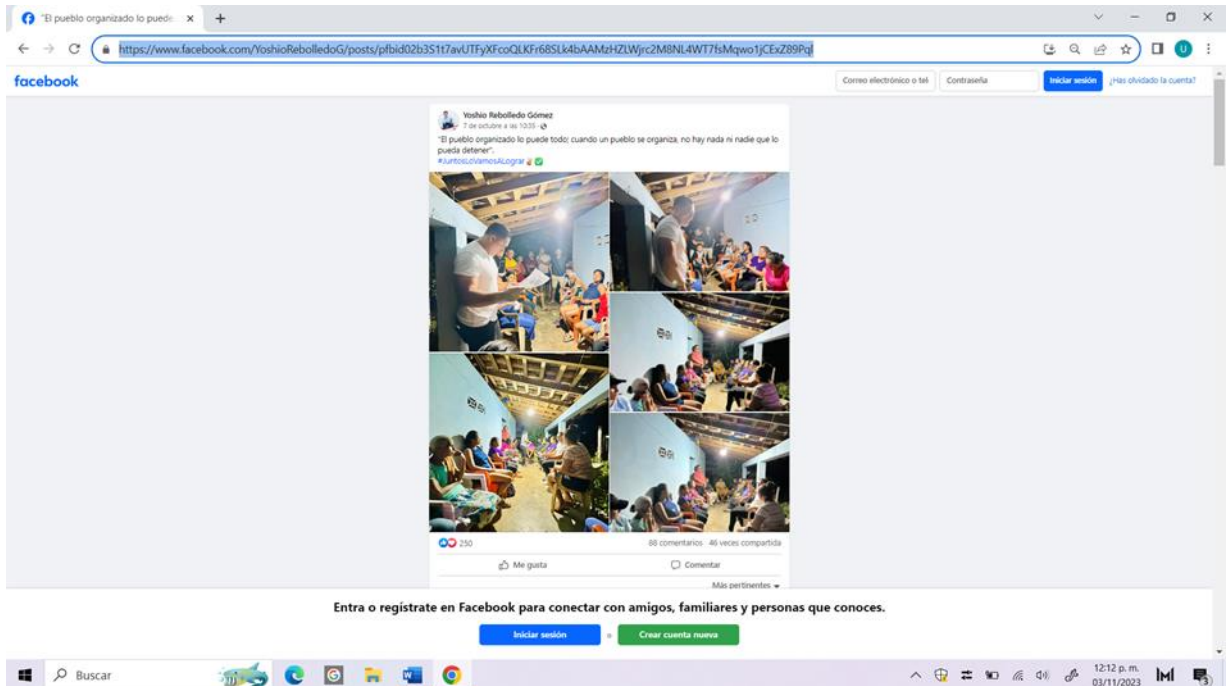 "El pueblo organizado lo puede
https://www.facebook.com/YoshioRebolledoG/posts/pfbid02b3S1t7avUTFyXFcoQLKFr68SLk4bAAMzHZLWjrc2M8NL4WT7fsMqwo1jCExZ89Pql
U
facebook
Correo electrónico o tel Contraseña Iniciar sesión ¿Has olvidado la cuenta?
Yoshio Rebolledo Gómez
7 de octubre a las 10:35
"El pueblo organizado lo puede todo; cuando un pueblo se organiza, no hay nada ni nadie que lo
pueda detener".
#JuntosLoVamosALograr
250 88 comentarios 46 veces compartida
Me gusta Comentar
Más pertinentes
Entra o regístrate en Facebook para conectar con amigos, familiares y personas que conoces.
Iniciar sesión o Crear cuenta nueva
Buscar
12:12 p. m.
03/11/2023